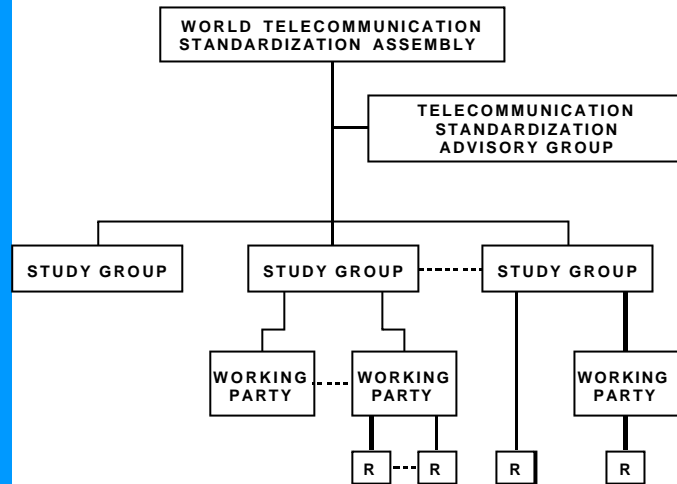 WORLD TELECOMMUNICATION
STANDARDIZATION ASSEMBLY
TELECOMMUNICATION
STANDARDIZATION
ADVISORY GROUP
STUDY GROUP
STUDY GROUP
STUDY GROUP
WORKING
PARTY
WORKING
PARTY
WORKING
PARTY
R
R
R
R